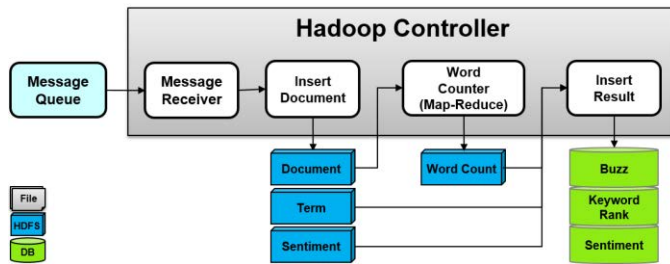 Hadoop Controller
Message
Queue
Message
Receiver
Insert
Document
Word
Counter
(Map-Reduce)
Insert
Result
Document
Word Count
Buzz
Term
Keyword
Rank
Sentiment
Sentiment
File
HDFS
DB